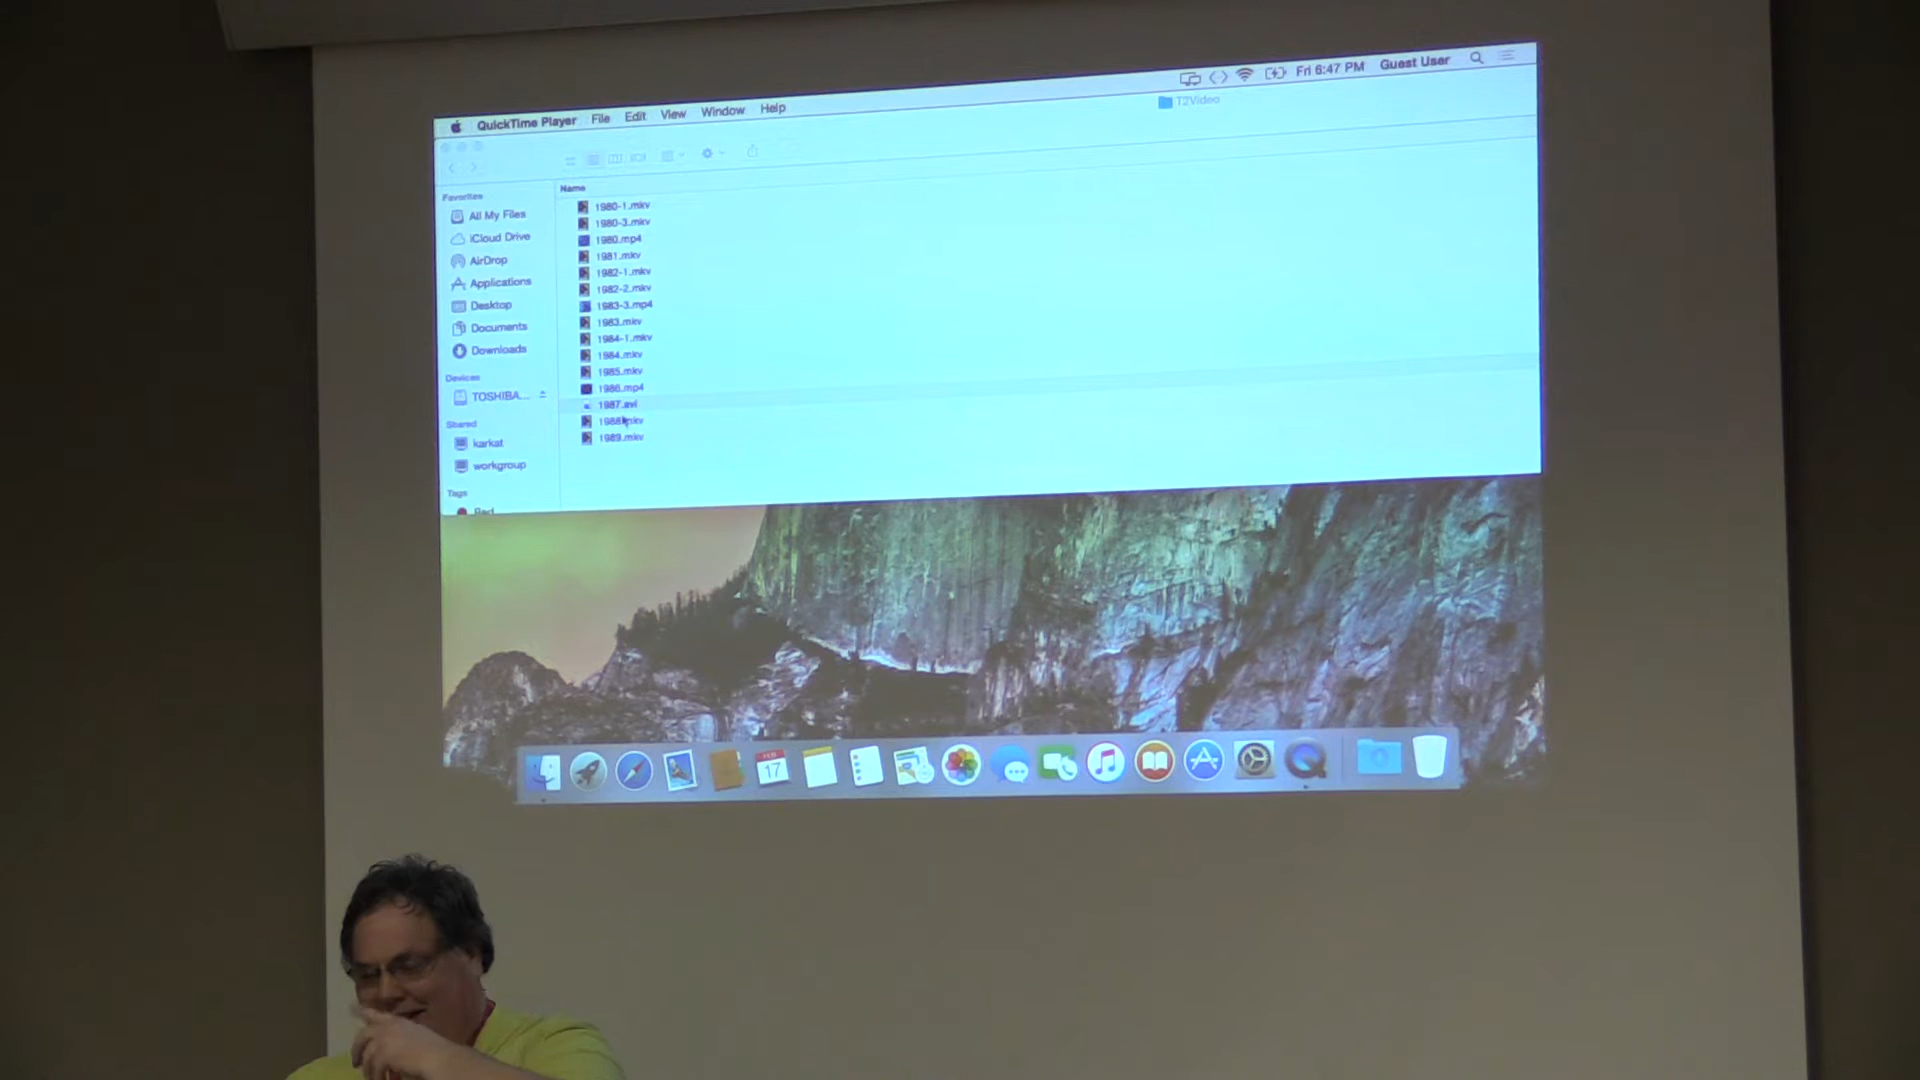 QuickTime Player File Edit View Window Help Fri 6:47 PM Guest User
T2Video
Name
Favorites
All My Files
iCloud Drive
AirDrop
Applications
Desktop
Documents
Downloads
Devices
TOSHIBA...
Shared
karkat
workgroup
Tags
Red
1980-1.mkv
1980-3.mkv
1980.mp4
1981.mkv
1982-1.mkv
1982-2.mkv
1983-3.mp4
1983.mkv
1984-1.mkv
1984.mkv
1985.mkv
1986.mp4
1987.avi
1988.mkv
1989.mkv
FEB
17